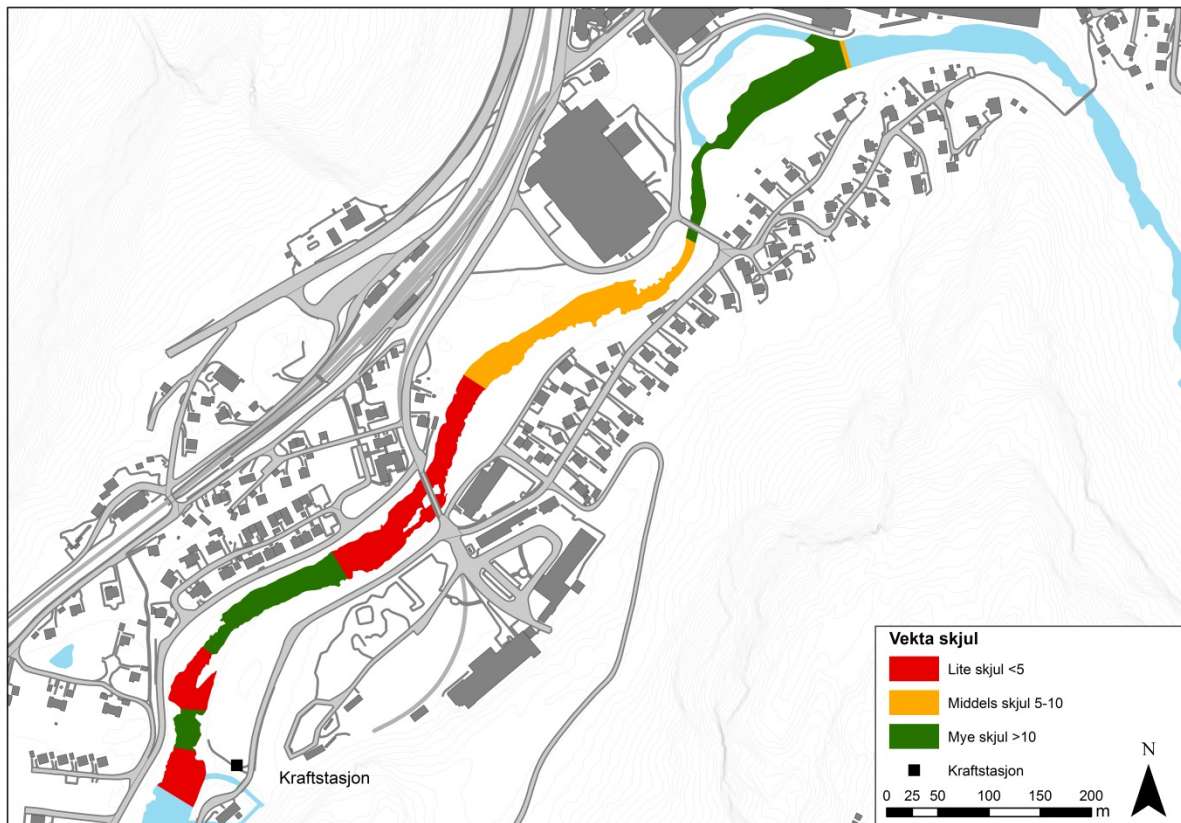 Kraftstasjon
Vekta skjul
Lite skjul <5
Middels skjul 5-10
Mye skjul >10
Kraftstasjon
0 25 50 100 150 200
m
N